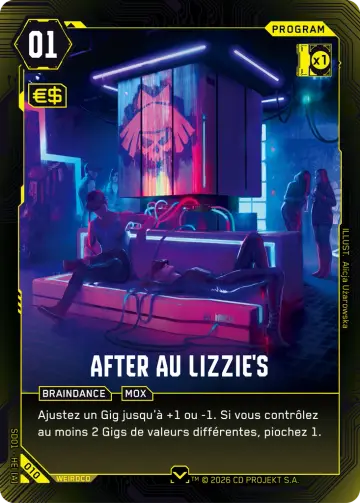 01
PROGRAM
x1
€$
ILLUST. Alicja Użarowska
AFTER AU LIZZIE'S
BRAINDANCE MOX
Ajustez un Gig jusqu'à +1 ou -1. Si vous contrôlez
au moins 2 Gigs de valeurs différentes, piochez 1.
010
WEIRDCO
™ © 2026 CD PROJEKT S.A.